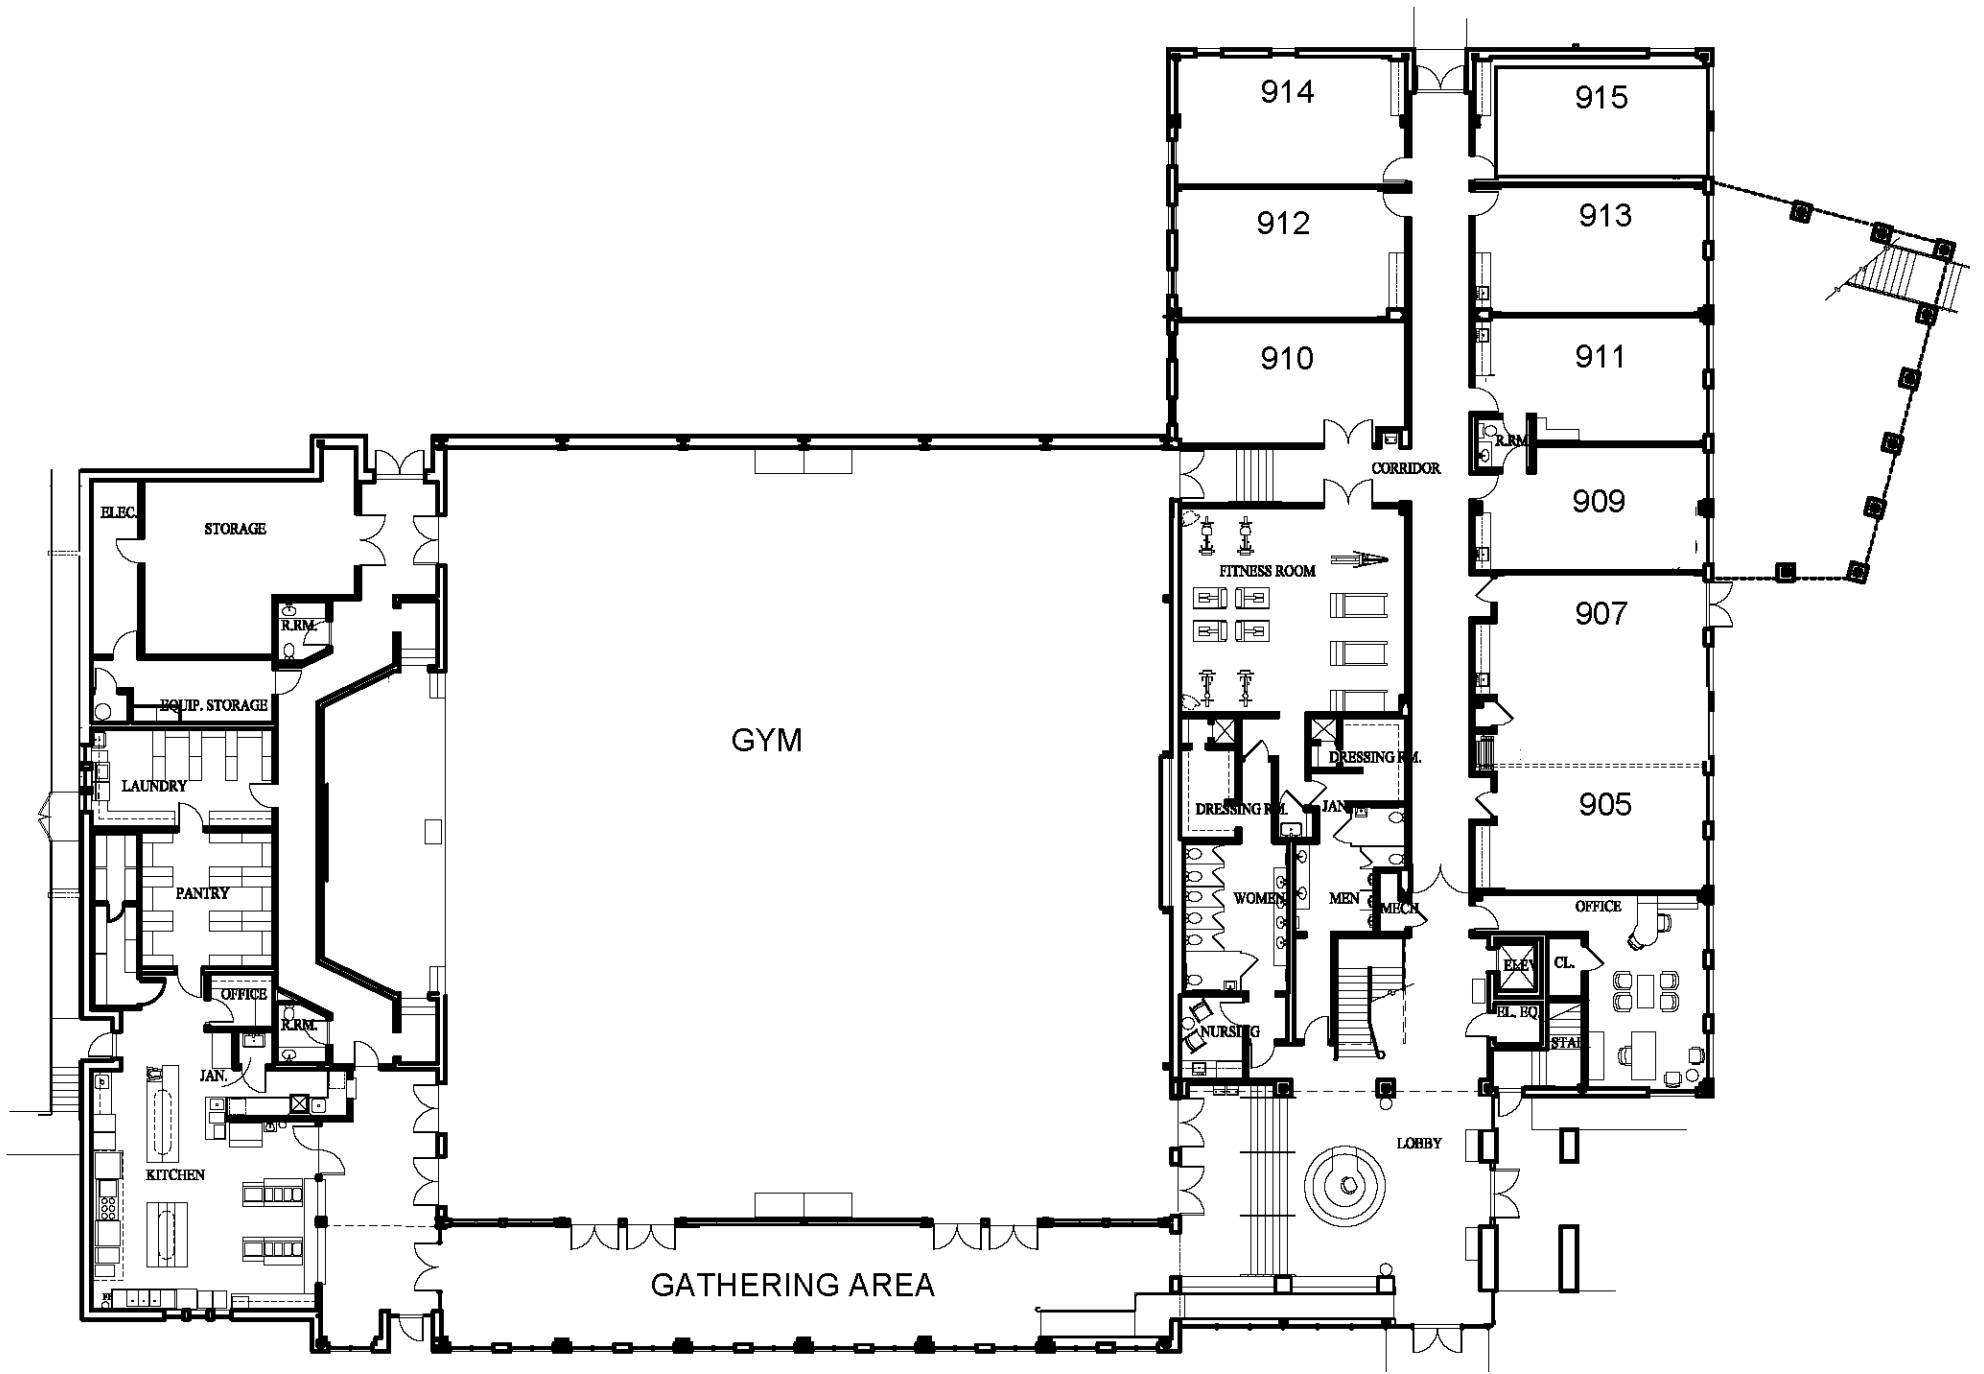 914
915
912
913
910
911
R.RM.
CORRIDOR
909
ELEC.
STORAGE
FITNESS ROOM
907
R.RM.
EQUIP. STORAGE
GYM
DRESSING RM.
LAUNDRY
DRESSING RM.
JAN.
905
PANTRY
WOMEN
MEN
MECH.
OFFICE
ELEV.
CL.
OFFICE
R.RM.
NURSING
EL. EQ.
JAN.
LOBBY
KITCHEN
GATHERING AREA